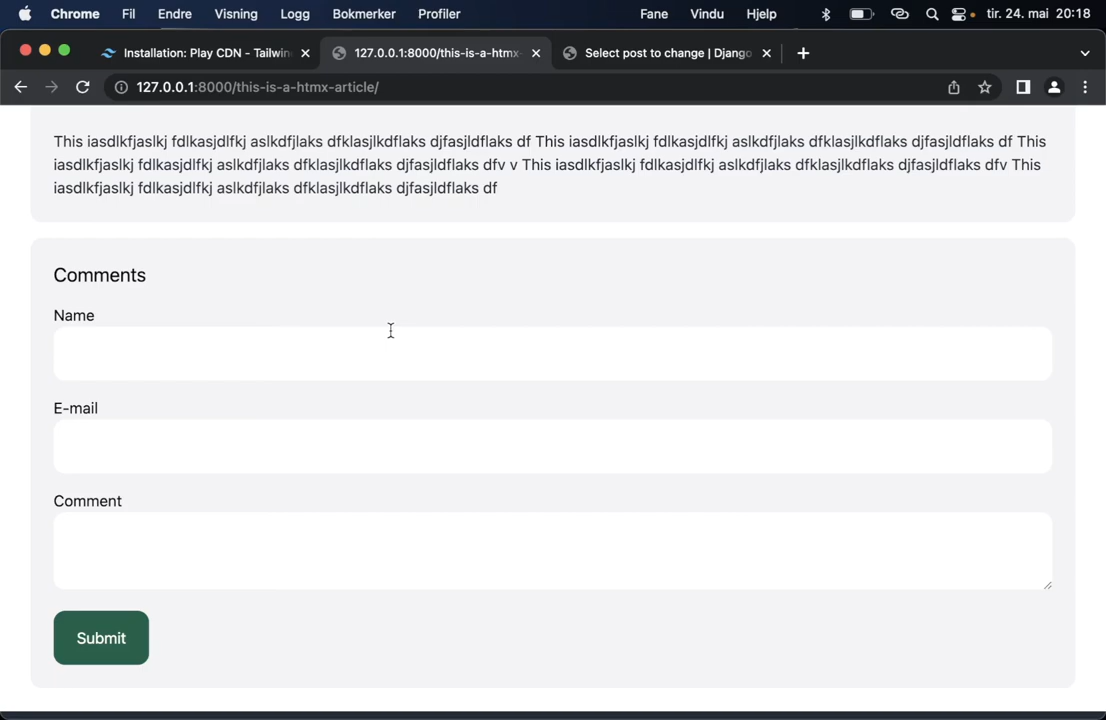 Chrome Fil Endre Visning Logg Bokmerker Profiler Fane Vindu Hjelp tir. 24. mai 20:18
Installation: Play CDN - Tailwin 127.0.0.1:8000/this-is-a-htmx- Select post to change | Django
127.0.0.1:8000/this-is-a-htmx-article/
This iasdlkfjaslkj fdlkasjdlfkj aslkdfjlaks dfklasjlkdflaks djfasjldflaks df This iasdlkfjaslkj fdlkasjdlfkj aslkdfjlaks dfklasjlkdflaks djfasjldflaks df This
iasdlkfjaslkj fdlkasjdlfkj aslkdfjlaks dfklasjlkdflaks djfasjldflaks dfv v This iasdlkfjaslkj fdlkasjdlfkj aslkdfjlaks dfklasjlkdflaks djfasjldflaks dfv This
iasdlkfjaslkj fdlkasjdlfkj aslkdfjlaks dfklasjlkdflaks djfasjldflaks df
Comments
Name
E-mail
Comment
Submit